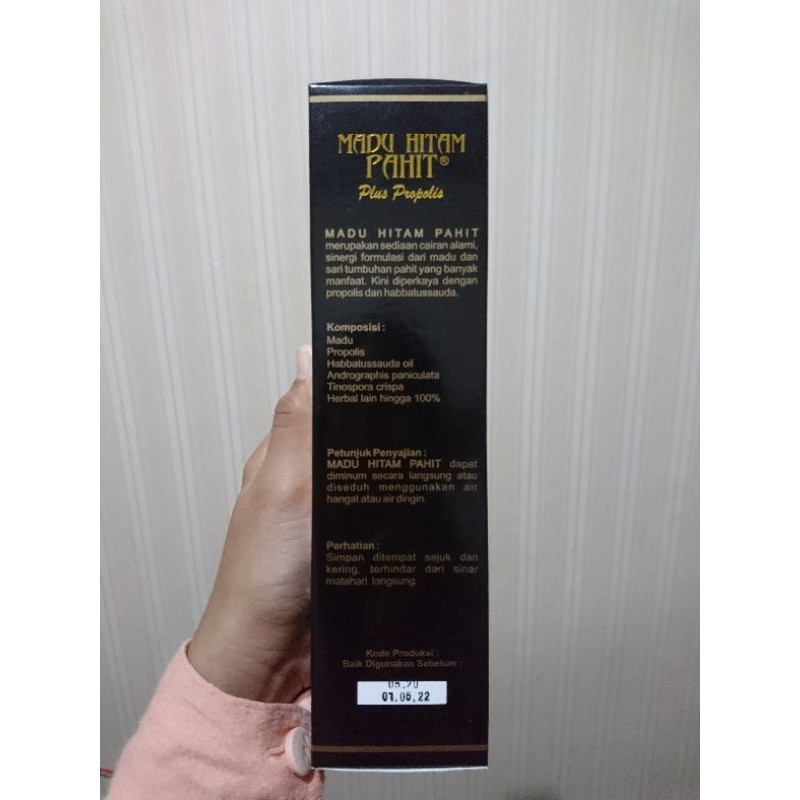 MADU HITAM
PAHIT®
Plus Propolis
MADU HITAM PAHIT
merupakan sediaan cairan alami,
sinergi formulasi dari madu dan
sari tumbuhan pahit yang banyak
manfaat. Kini diperkaya dengan
propolis dan habbatussauda.
Komposisi :
Madu
Propolis
Habbatussauda oil
Andrographis paniculata
Tinospora crispa
Herbal lain hingga 100%
Petunjuk Penyajian :
MADU HITAM PAHIT dapat
diminum secara langsung atau
diseduh menggunakan air
hangat atau air dingin.
Perhatian :
Simpan ditempat sejuk dan
kering, terhindar dari sinar
matahari langsung
Kode Produksi :
Baik Digunakan Sebelum :
01.05.22